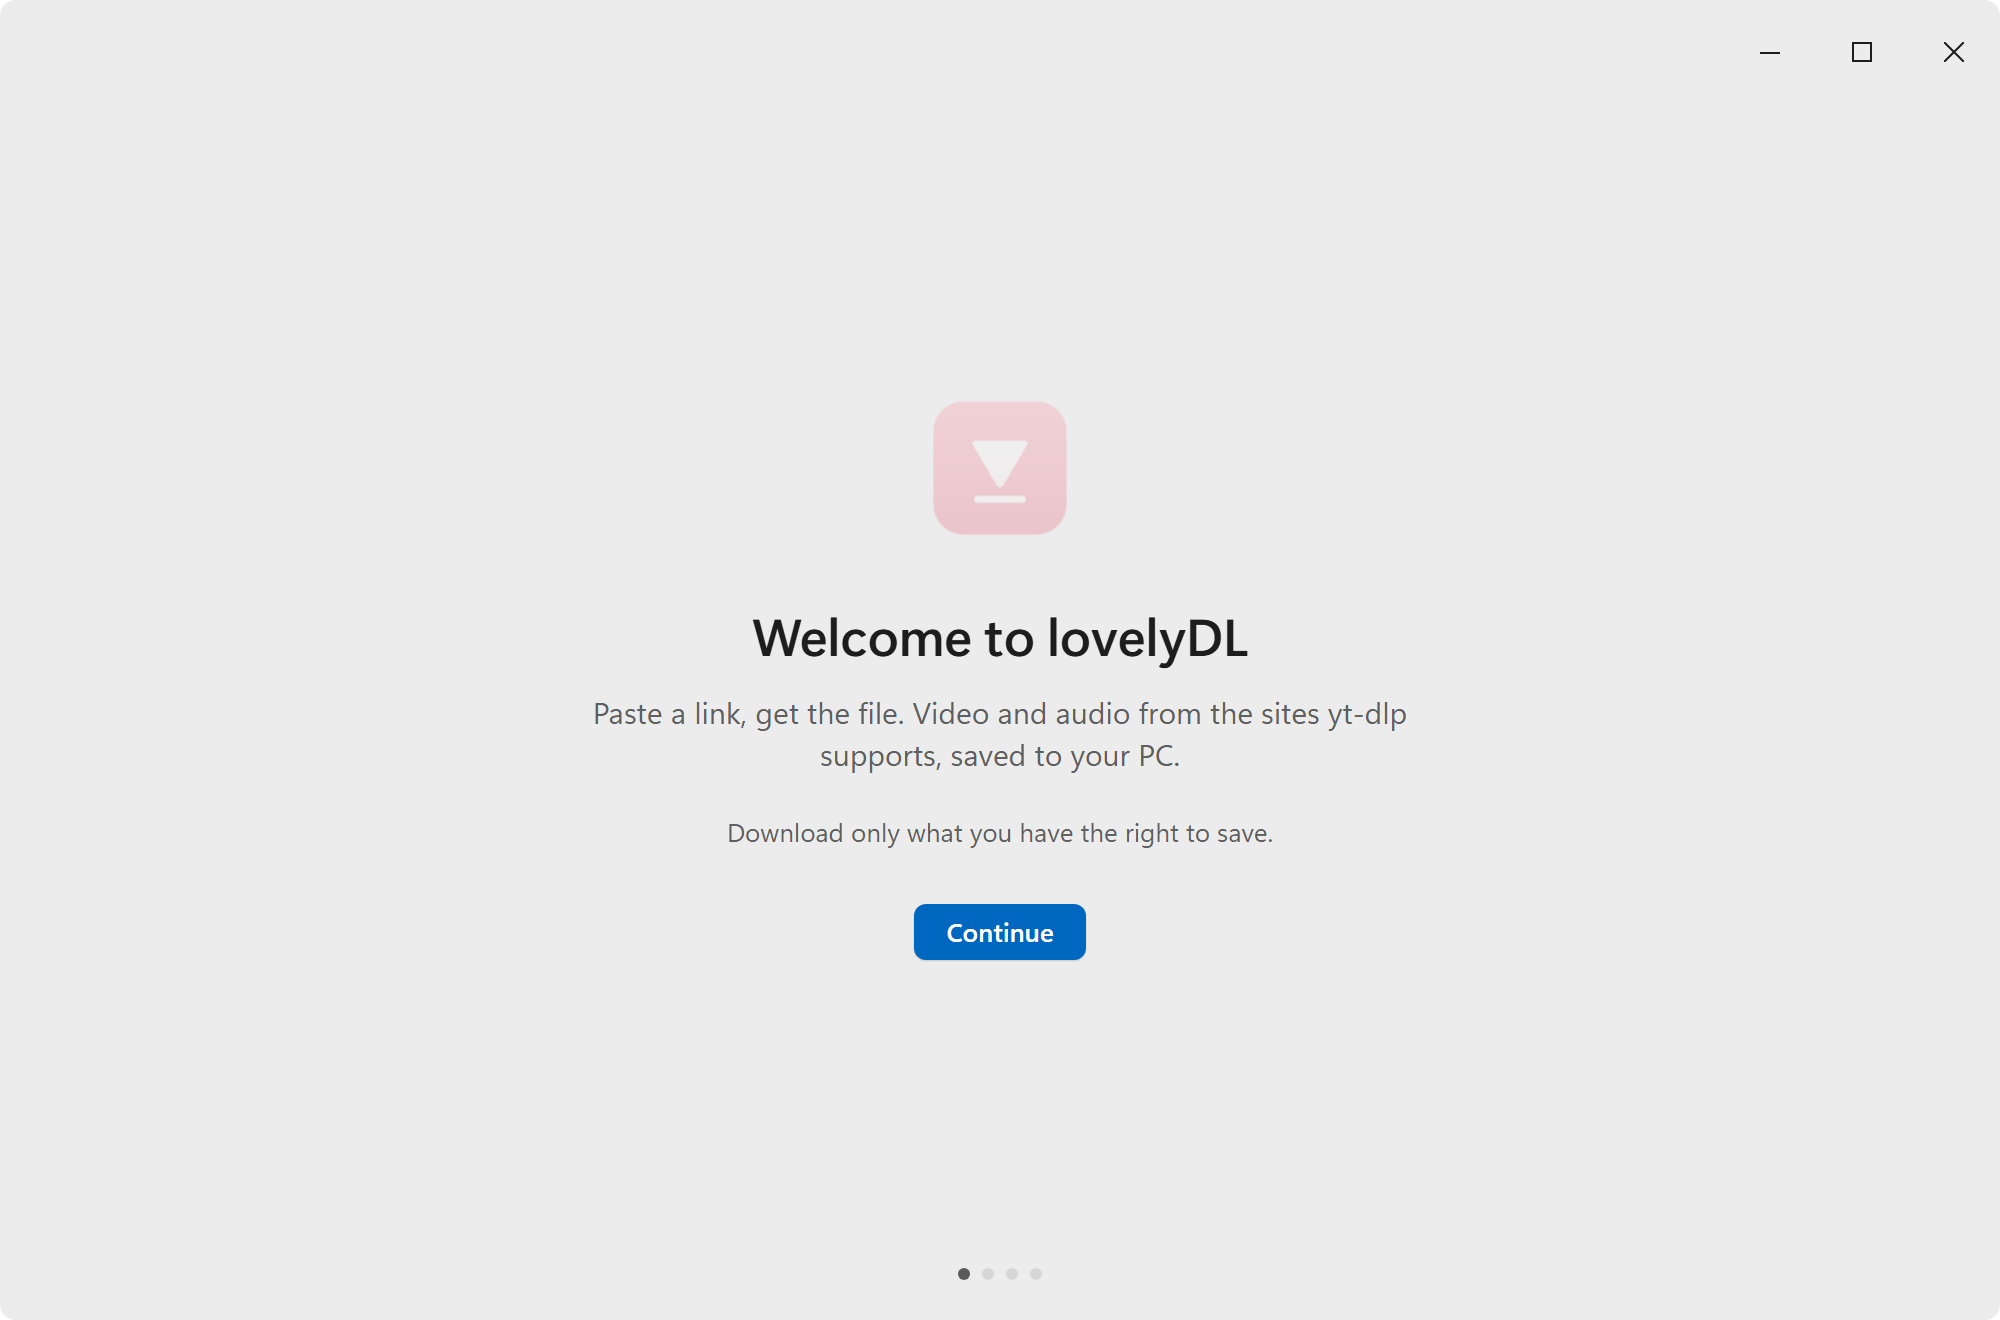 Welcome to lovelyDL
Paste a link, get the file. Video and audio from the sites yt-dlp
supports, saved to your PC.
Download only what you have the right to save.
Continue